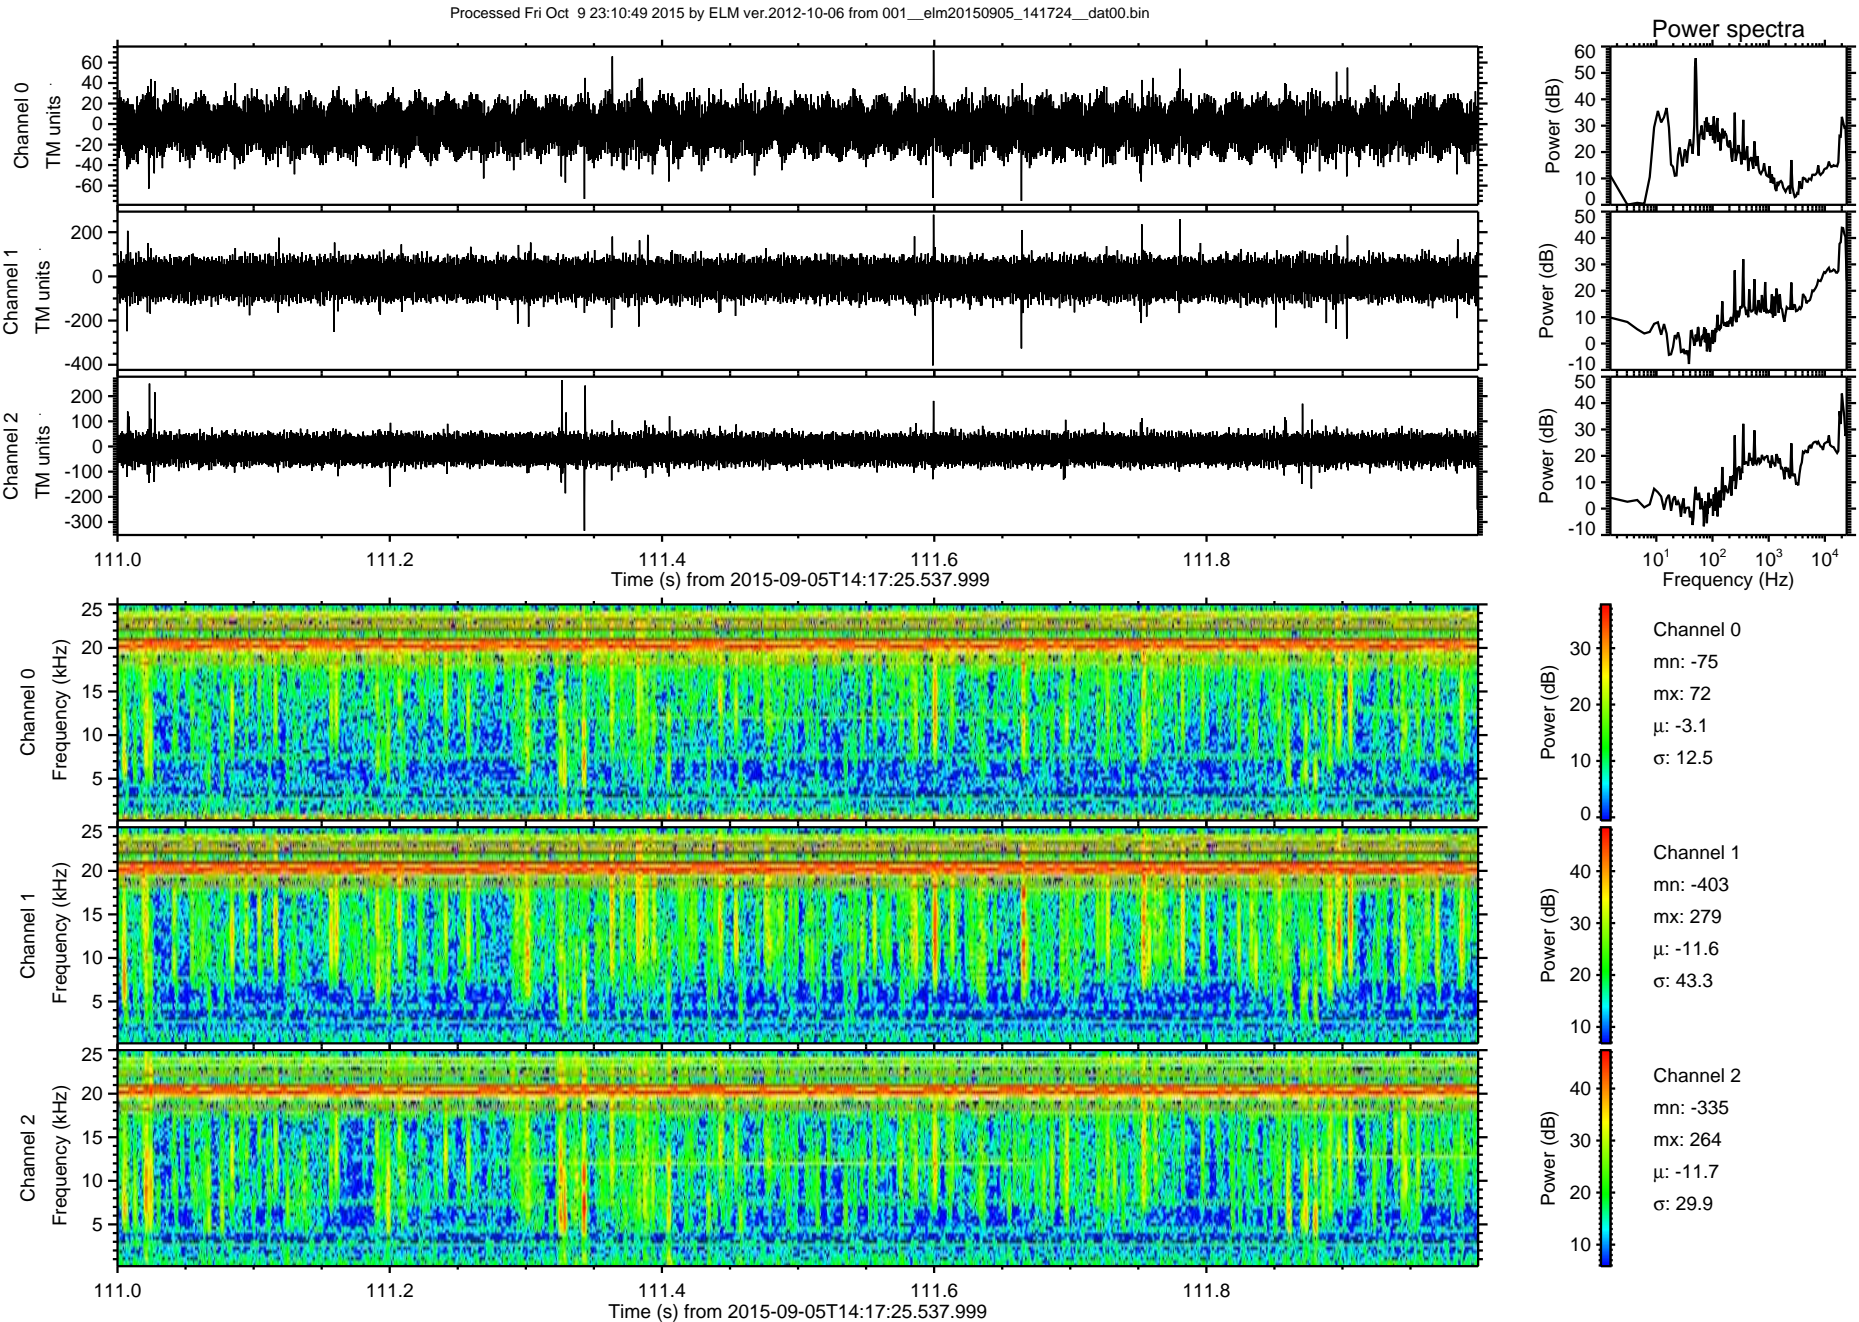 Processed Fri Oct  9 23:10:49 2015 by ELM ver.2012-10-06 from 001__elm20150905_141724__dat00.bin
Power spectra
Channel 0
TM units
60
40
20
0
-20
-40
-60
Power (dB)
60
50
40
30
20
10
0
Channel 1
TM units
200
0
-200
-400
Power (dB)
50
40
30
20
10
0
-10
Channel 2
TM units
200
100
0
-100
-200
-300
Power (dB)
50
40
30
20
10
0
-10
111.0 111.2 111.4 111.6 111.8
Time (s) from 2015-09-05T14:17:25.537.999
10^1 10^2 10^3 10^4
Frequency (Hz)
Channel 0
Frequency (kHz)
25
20
15
10
5
Power (dB)
30
20
10
0
Channel 0
mn: -75
mx: 72
μ: -3.1
σ: 12.5
Channel 1
Frequency (kHz)
25
20
15
10
5
Power (dB)
40
30
20
10
Channel 1
mn: -403
mx: 279
μ: -11.6
σ: 43.3
Channel 2
Frequency (kHz)
25
20
15
10
5
Power (dB)
40
30
20
10
Channel 2
mn: -335
mx: 264
μ: -11.7
σ: 29.9
111.0 111.2 111.4 111.6 111.8
Time (s) from 2015-09-05T14:17:25.537.999